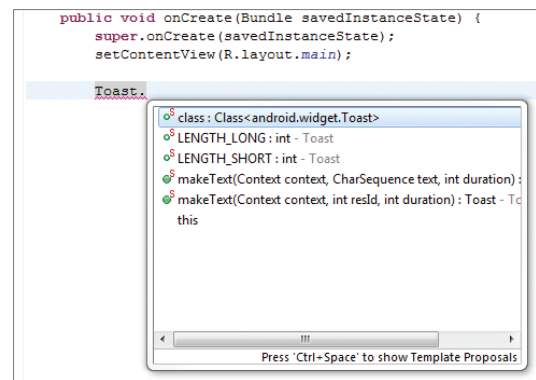 public void onCreate(Bundle savedInstanceState) {
super.onCreate(savedInstanceState);
setContentView(R.layout.main);
Toast.
S class : Class<android.widget.Toast>
S LENGTH_LONG : int - Toast
S LENGTH_SHORT : int - Toast
S makeText(Context context, CharSequence text, int duration) :
S makeText(Context context, int resId, int duration) : Toast - To
this
Press 'Ctrl+Space' to show Template Proposals